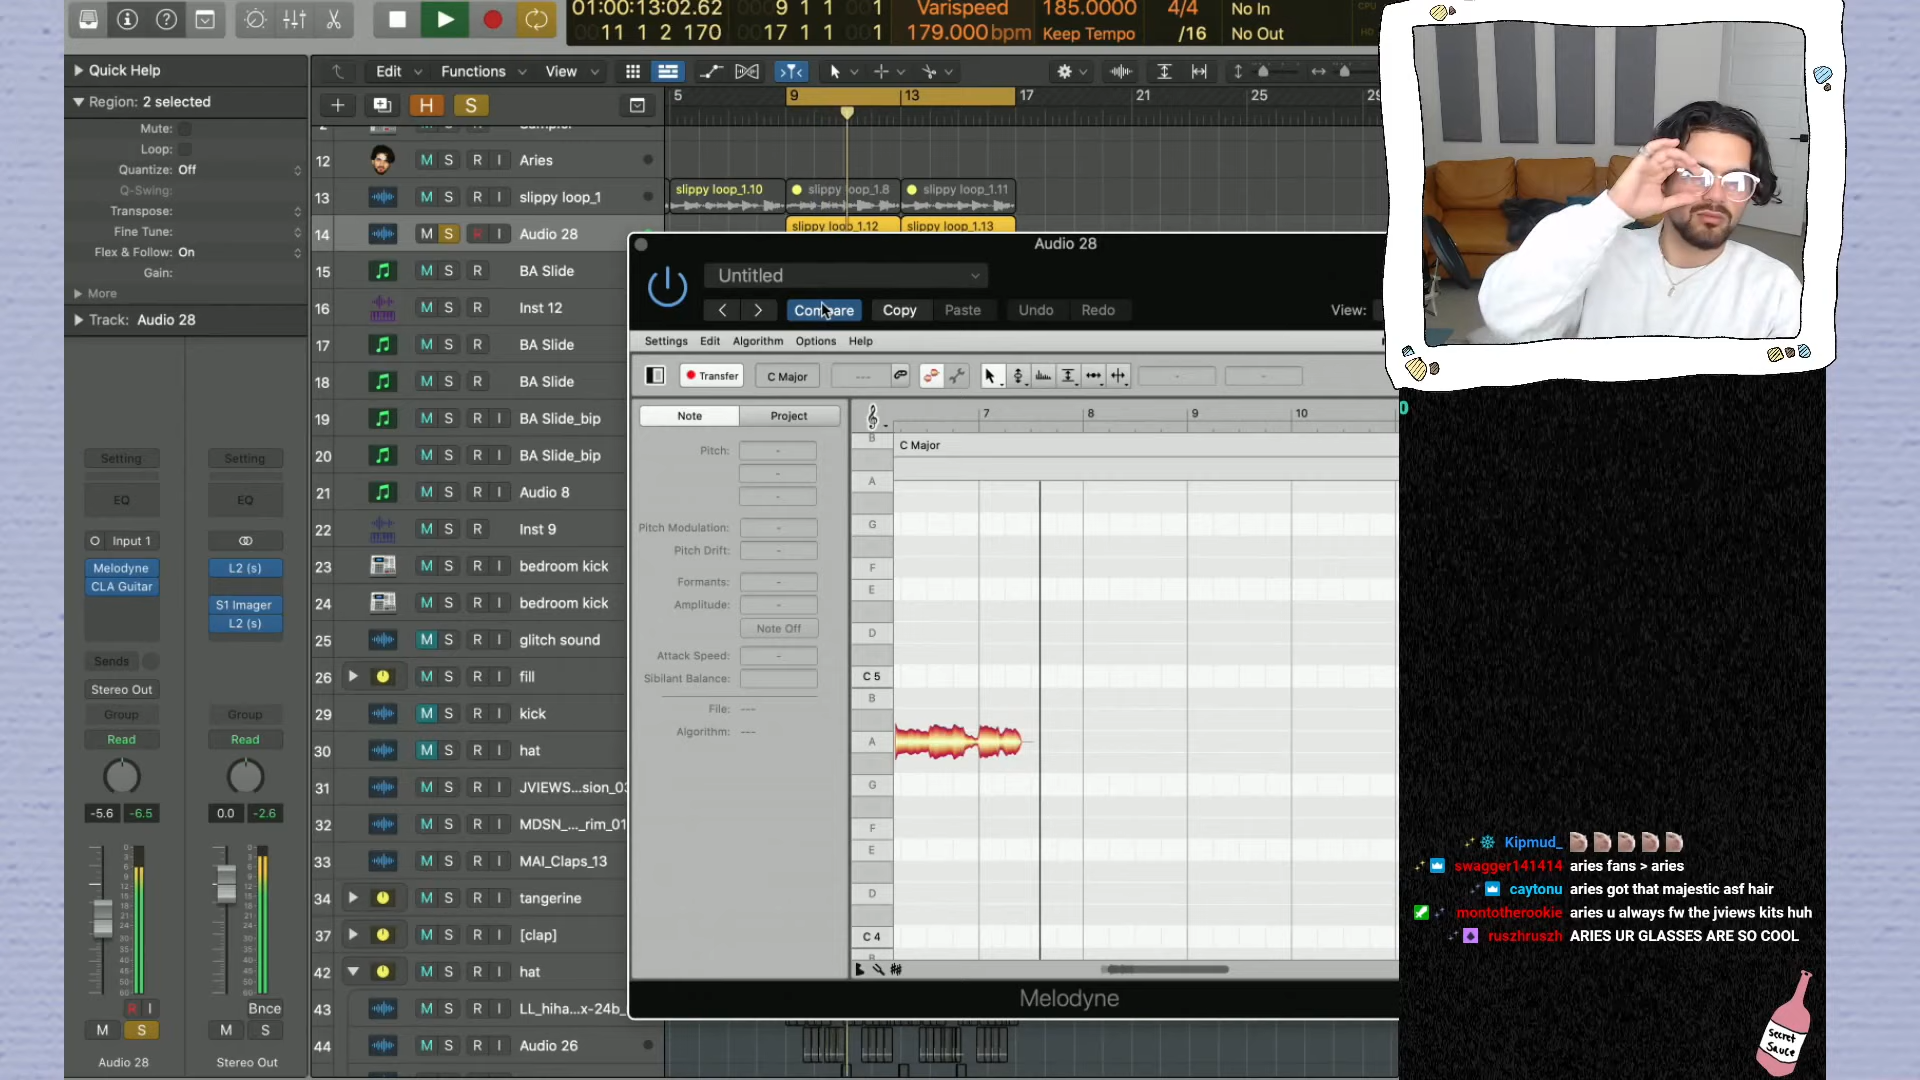 01:00:13:02.62
11 1 2 170
9 1 1 1
0017 1 1 001
Varispeed
179.000bpm
185.0000
Keep Tempo
4/4
/16
No In
No Out
Quick Help
Region: 2 selected
Mute:
Loop:
Quantize: Off
Q-Swing:
Transpose:
Fine Tune:
Flex & Follow: On
Gain:
More
Track: Audio 28
Edit
Functions
View
H
S
5
9
13
17
21
25
12 M S R I Aries
13 M S R I slippy loop_1
slippy loop_1.10
slippy loop_1.8
slippy loop_1.11
14 M S R I Audio 28
slippy loop_1.12
slippy loop_1.13
15 M S R BA Slide
16 M S R I Inst 12
17 M S R BA Slide
18 M S R BA Slide
19 M S R I BA Slide_bip
20 M S R I BA Slide_bip
21 M S R I Audio 8
22 M S R Inst 9
23 M S R I bedroom kick
24 M S R I bedroom kick
25 M S R I glitch sound
26 M S R I fill
29 M S R I kick
30 M S R I hat
31 M S R I JVIEWS...sion_03
32 M S R I MDSN_..._rim_01
33 M S R I MAI_Claps_13
34 M S R I tangerine
37 M S R I [clap]
42 M S R I hat
43 M S R I LL_hiha...x-24b_
44 M S R I Audio 26
Setting
Setting
EQ
EQ
Input 1
Melodyne
CLA Guitar
L2 (s)
S1 Imager
L2 (s)
Sends
Stereo Out
Group
Group
Read
Read
-5.6 -6.5
0.0 -2.6
R I
Bnce
M S
M S
Audio 28
Stereo Out
Audio 28
Untitled
Compare
Copy
Paste
Undo
Redo
View:
Settings
Edit
Algorithm
Options
Help
Transfer
C Major
Note
Project
Pitch:
Pitch Modulation:
Pitch Drift:
Formants:
Amplitude:
Note Off
Attack Speed:
Sibilant Balance:
File: ---
Algorithm: ---
7
8
9
10
C Major
B
A
G
F
E
D
C 5
B
A
G
F
E
D
C 4
B
Melodyne
Kipmud_
swagger141414 aries fans > aries
caytonu aries got that majestic asf hair
montotherookie aries u always fw the jviews kits huh
ruszhruszh ARIES UR GLASSES ARE SO COOL
Secret
Sauce